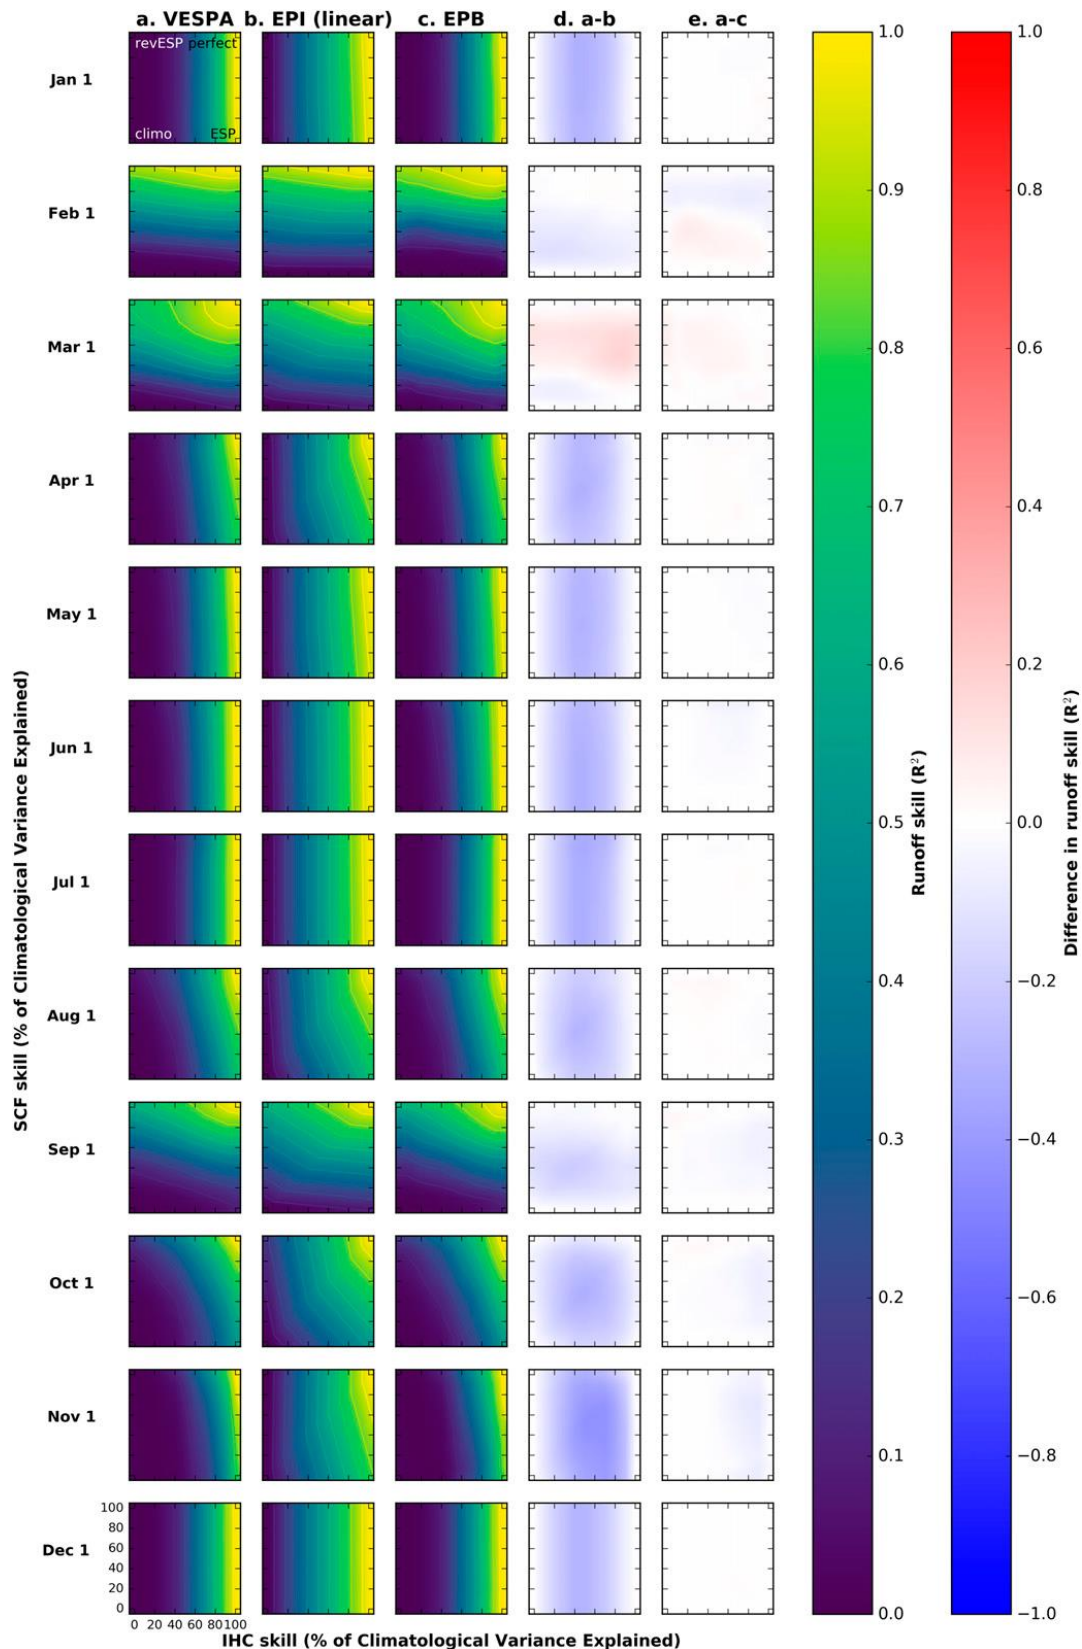 a. VESPA b. EPI (linear) c. EPB d. a-b e. a-c
revESP perfect
climo ESP
Jan 1
Feb 1
Mar 1
Apr 1
May 1
Jun 1
Jul 1
Aug 1
Sep 1
Oct 1
Nov 1
Dec 1
SCF skill (% of Climatological Variance Explained)
100
80
60
40
20
0
0 20 40 60 80 100
IHC skill (% of Climatological Variance Explained)
1.0
0.9
0.8
0.7
0.6
0.5
0.4
0.3
0.2
0.1
0.0
Runoff skill (R²)
1.0
0.8
0.6
0.4
0.2
0.0
−0.2
−0.4
−0.6
−0.8
−1.0
Difference in runoff skill (R²)